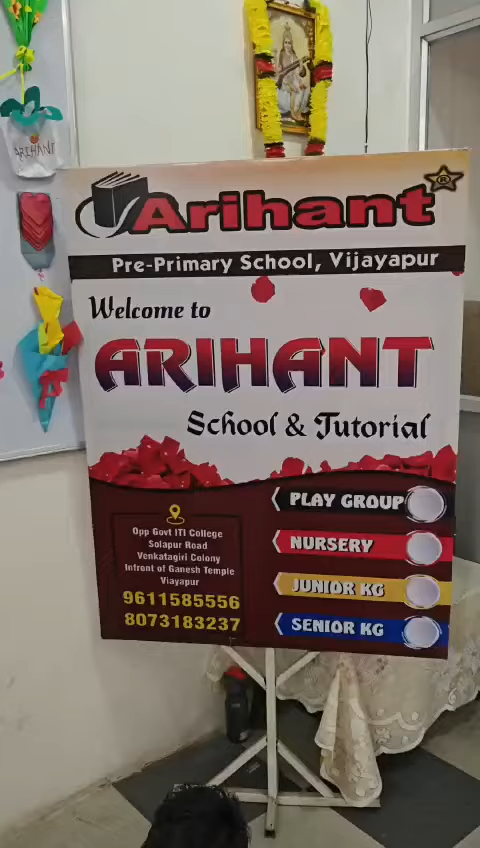 ARIHANT
Arihant ®
Pre-Primary School, Vijayapur
Welcome to
ARIHANT
School & Tutorial
PLAY GROUP
NURSERY
JUNIOR KG
SENIOR KG
Opp Govt ITI College
Solapur Road
Venkatagiri Colony
Infront of Ganesh Temple
Viayapur
9611585556
8073183237